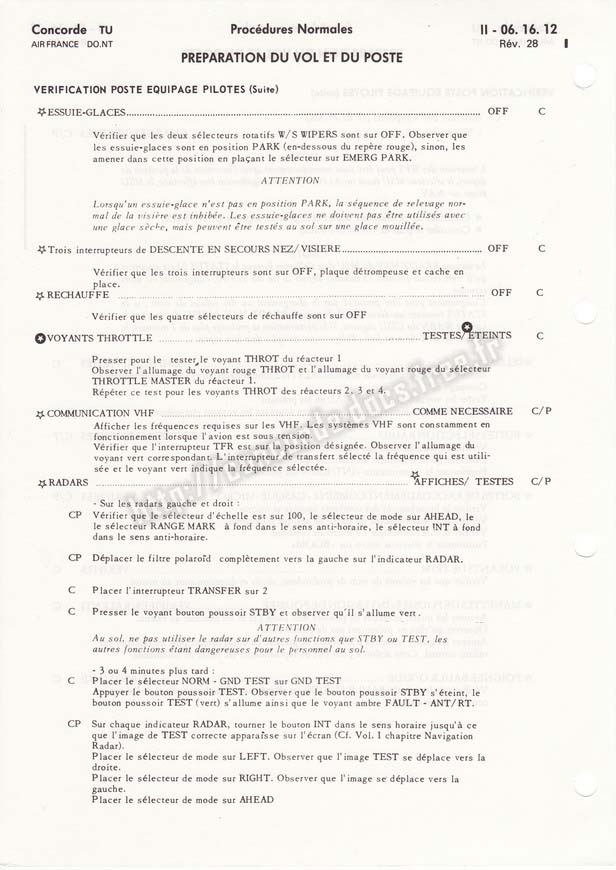 Concorde TU Procédures Normales II - 06. 16. 12
AIR FRANCE DO.NT Rév. 28
PREPARATION DU VOL ET DU POSTE
VERIFICATION POSTE EQUIPAGE PILOTES (Suite)
ESSUIE-GLACES........ OFF C
Vérifier que les deux sélecteurs rotatifs W/S WIPERS sont sur OFF. Observer que
les essuie-glaces sont en position PARK (en-dessous du repère rouge), sinon, les
amener dans cette position en plaçant le sélecteur sur EMERG PARK.
ATTENTION
Lorsqu'un essuie-glace n'est pas en position PARK, la séquence de relevage nor-
mal de la visière est inhibée. Les essuie-glaces ne doivent pas être utilisés avec
une glace sèche, mais peuvent être testés au sol sur une glace mouillée.
Trois interrupteurs de DESCENTE EN SECOURS NEZ/VISIERE........ OFF C
Vérifier que les trois interrupteurs sont sur OFF, plaque détrompeuse et cache en
place.
RECHAUFFE ........ OFF C
Vérifier que les quatre sélecteurs de réchauffe sont sur OFF
VOYANTS THROTTLE ........ TESTES/ETEINTS C
Presser pour le tester le voyant THROT du réacteur 1
Observer l'allumage du voyant rouge THROT et l'allumage du voyant rouge du sélecteur
THROTTLE MASTER du réacteur 1.
Répéter ce test pour les voyants THROT des réacteurs 2, 3 et 4.
COMMUNICATION VHF ........ COMME NECESSAIRE C/P
Afficher les fréquences requises sur les VHF. Les systèmes VHF sont constamment en
fonctionnement lorsque l'avion est sous tension.
Vérifier que l'interrupteur TFR est sur la position désignée. Observer l'allumage du
voyant vert correspondant. L'interrupteur de transfert sélecté la fréquence qui est utili-
sée et le voyant vert indique la fréquence sélectée.
RADARS ........ AFFICHES/ TESTES C/P
- Sur les radars gauche et droit :
CP Vérifier que le sélecteur d'échelle est sur 100, le sélecteur de mode sur AHEAD, le
le sélecteur RANGE MARK à fond dans le sens anti-horaire, le sélecteur INT à fond
dans le sens anti-horaire.
CP Déplacer le filtre polaroïd complètement vers la gauche sur l'indicateur RADAR.
C Placer l'interrupteur TRANSFER sur 2
C Presser le voyant bouton poussoir STBY et observer qu'il s'allume vert.
ATTENTION
Au sol, ne pas utiliser le radar sur d'autres fonctions que STBY ou TEST, les
autres fonctions étant dangereuses pour le personnel au sol.
- 3 ou 4 minutes plus tard :
C Placer le sélecteur NORM - GND TEST sur GND TEST
Appuyer le bouton poussoir TEST. Observer que le bouton poussoir STBY s'éteint, le
bouton poussoir TEST (vert) s'allume ainsi que le voyant ambre FAULT - ANT/RT.
CP Sur chaque indicateur RADAR, tourner le bouton INT dans le sens horaire jusqu'à ce
que l'image de TEST correcte apparaîsse sur l'écran (Cf. Vol. I chapitre Navigation
Radar).
Placer le sélecteur de mode sur LEFT. Observer que l'image TEST se déplace vers la
droite.
Placer le sélecteur de mode sur RIGHT. Observer que l'image se déplace vers la
gauche.
Placer le sélecteur de mode sur AHEAD